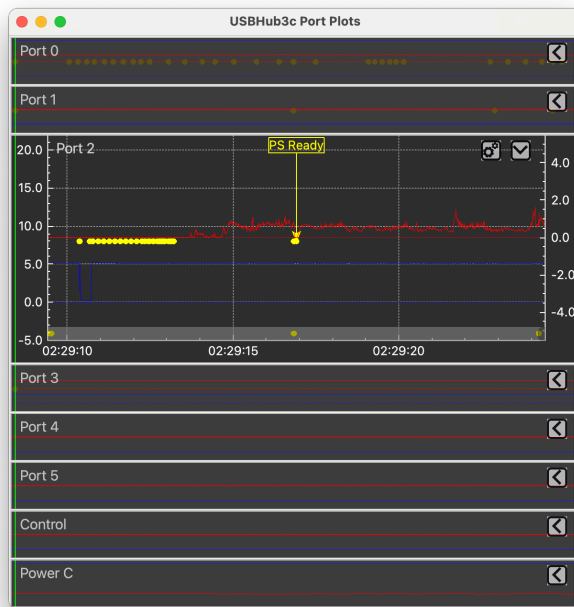 USBHub3c Port Plots
Port 0
Port 1
20.0
Port 2
PS Ready
4.0
15.0
2.0
10.0
0.0
5.0
-2.0
0.0
-4.0
-5.0
02:29:10
02:29:15
02:29:20
Port 3
Port 4
Port 5
Control
Power C